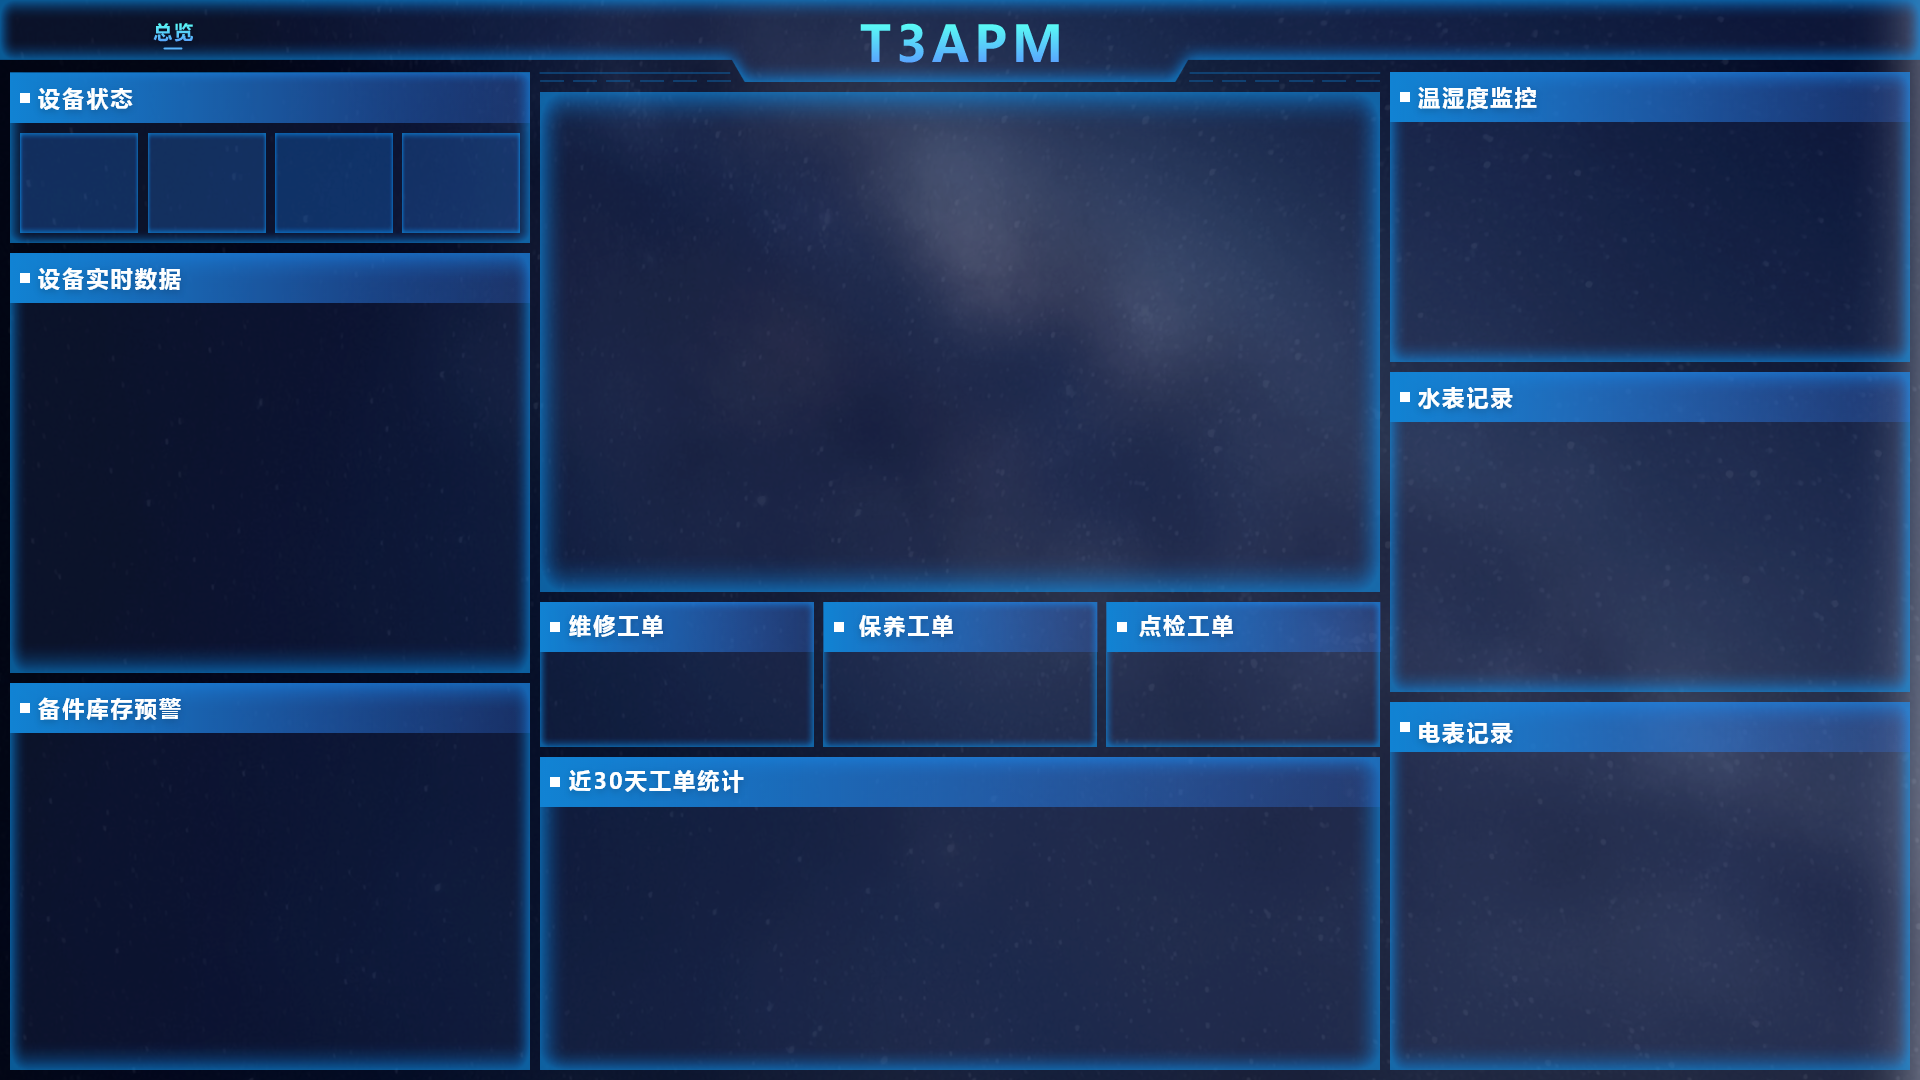 总览
T3APM
设备状态
设备实时数据
备件库存预警
维修工单
保养工单
点检工单
近30天工单统计
温湿度监控
水表记录
电表记录